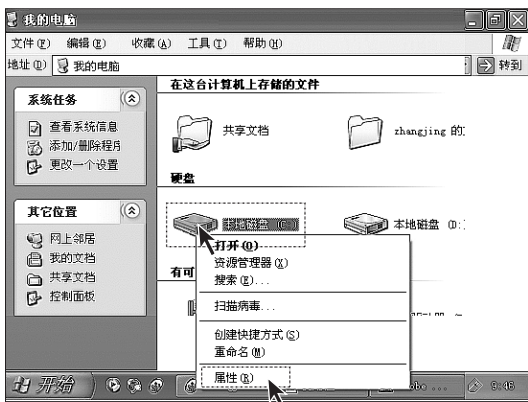 我的电脑
文件(F) 编辑(E) 收藏(A) 工具(T) 帮助(H)
地址(D) 我的电脑 转到
在这台计算机上存储的文件
系统任务
查看系统信息
添加/删除程序
更改一个设置
共享文档
zhangjing 的
硬盘
其它位置
网上邻居
我的文档
共享文档
控制面板
本地磁盘 (C:)
本地磁盘 (D:)
有可
打开(O)
资源管理器(X)
搜索(E)...
扫描病毒...
创建快捷方式(S)
重命名(M)
属性(R)
开始
9:46